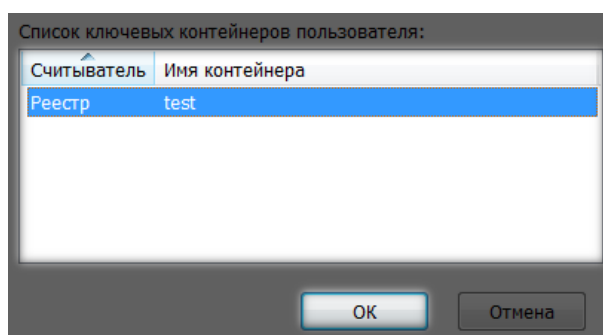 Список ключевых контейнеров пользователя:
Считыватель Имя контейнера
Реестр test
ОК Отмена